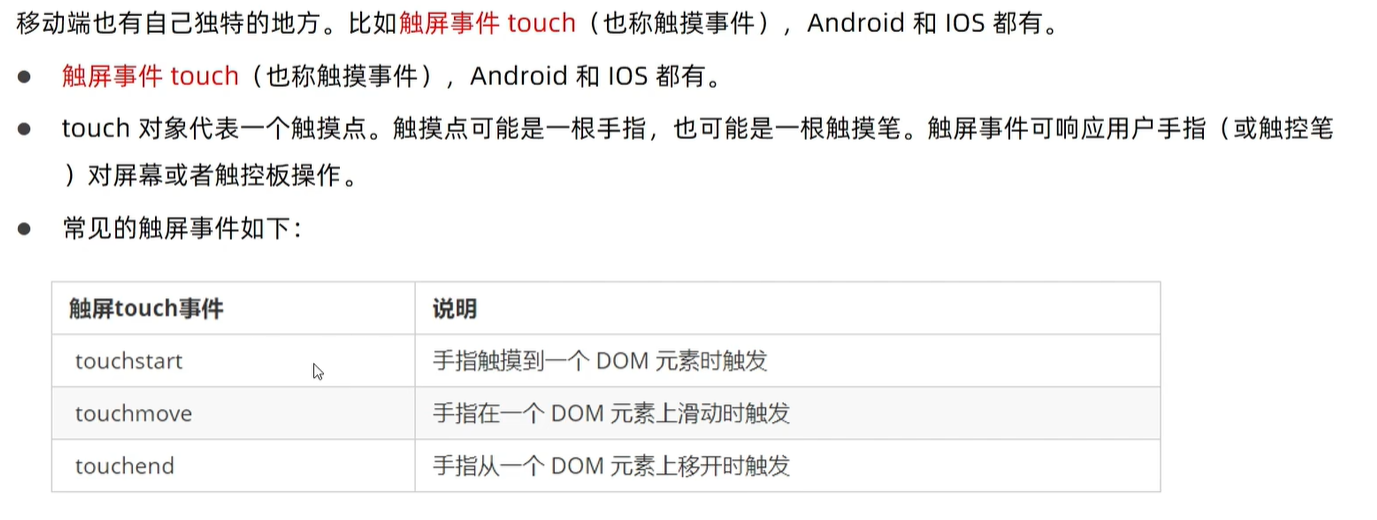 移动端也有自己独特的地方。比如触屏事件 touch（也称触摸事件），Android 和 IOS 都有。
● 触屏事件 touch（也称触摸事件），Android 和 IOS 都有。
● touch 对象代表一个触摸点。触摸点可能是一根手指，也可能是一根触摸笔。触屏事件可响应用户手指（或触控笔
）对屏幕或者触控板操作。
● 常见的触屏事件如下：
触屏touch事件 说明
touchstart 手指触摸到一个 DOM 元素时触发
touchmove 手指在一个 DOM 元素上滑动时触发
touchend 手指从一个 DOM 元素上移开时触发